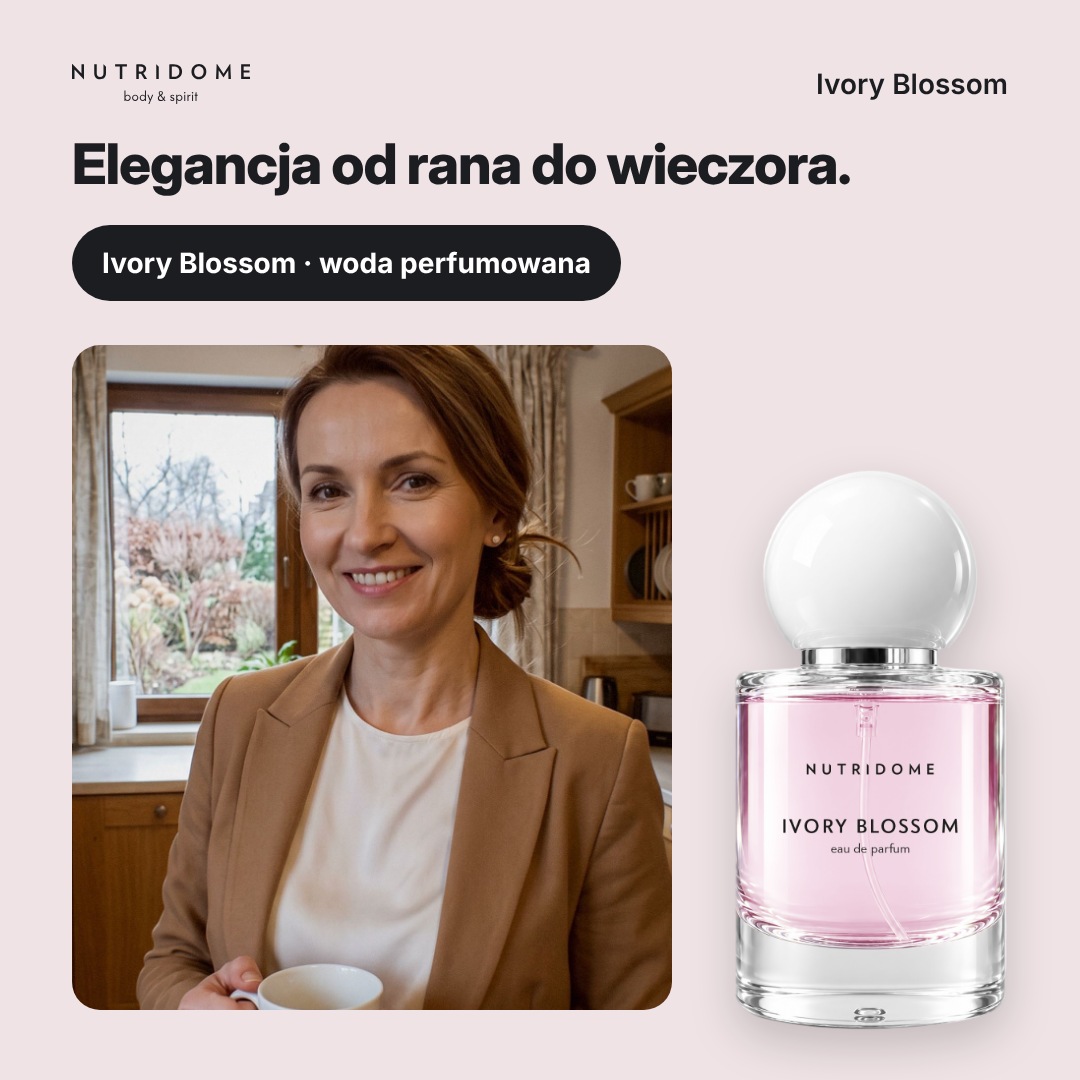 NUTRIDOME
body & spirit
Ivory Blossom
Elegancja od rana do wieczora.
Ivory Blossom · woda perfumowana
NUTRIDOME
IVORY BLOSSOM
eau de parfum